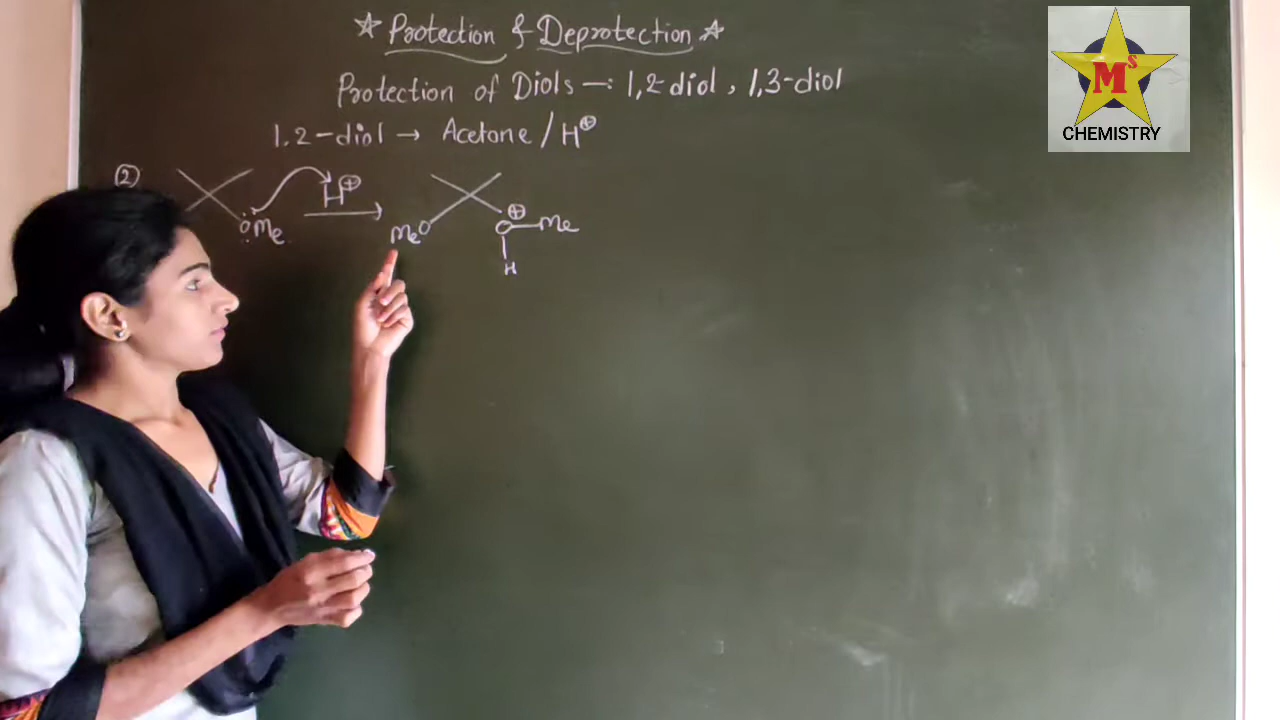 ☆ Protection & Deprotection ☆
Protection of Diols —: 1,2-diol , 1,3-diol
1,2-diol → Acetone / H⊕
②
OMe
H⊕
MeO
⊕
O—Me
H
Mˢ
CHEMISTRY